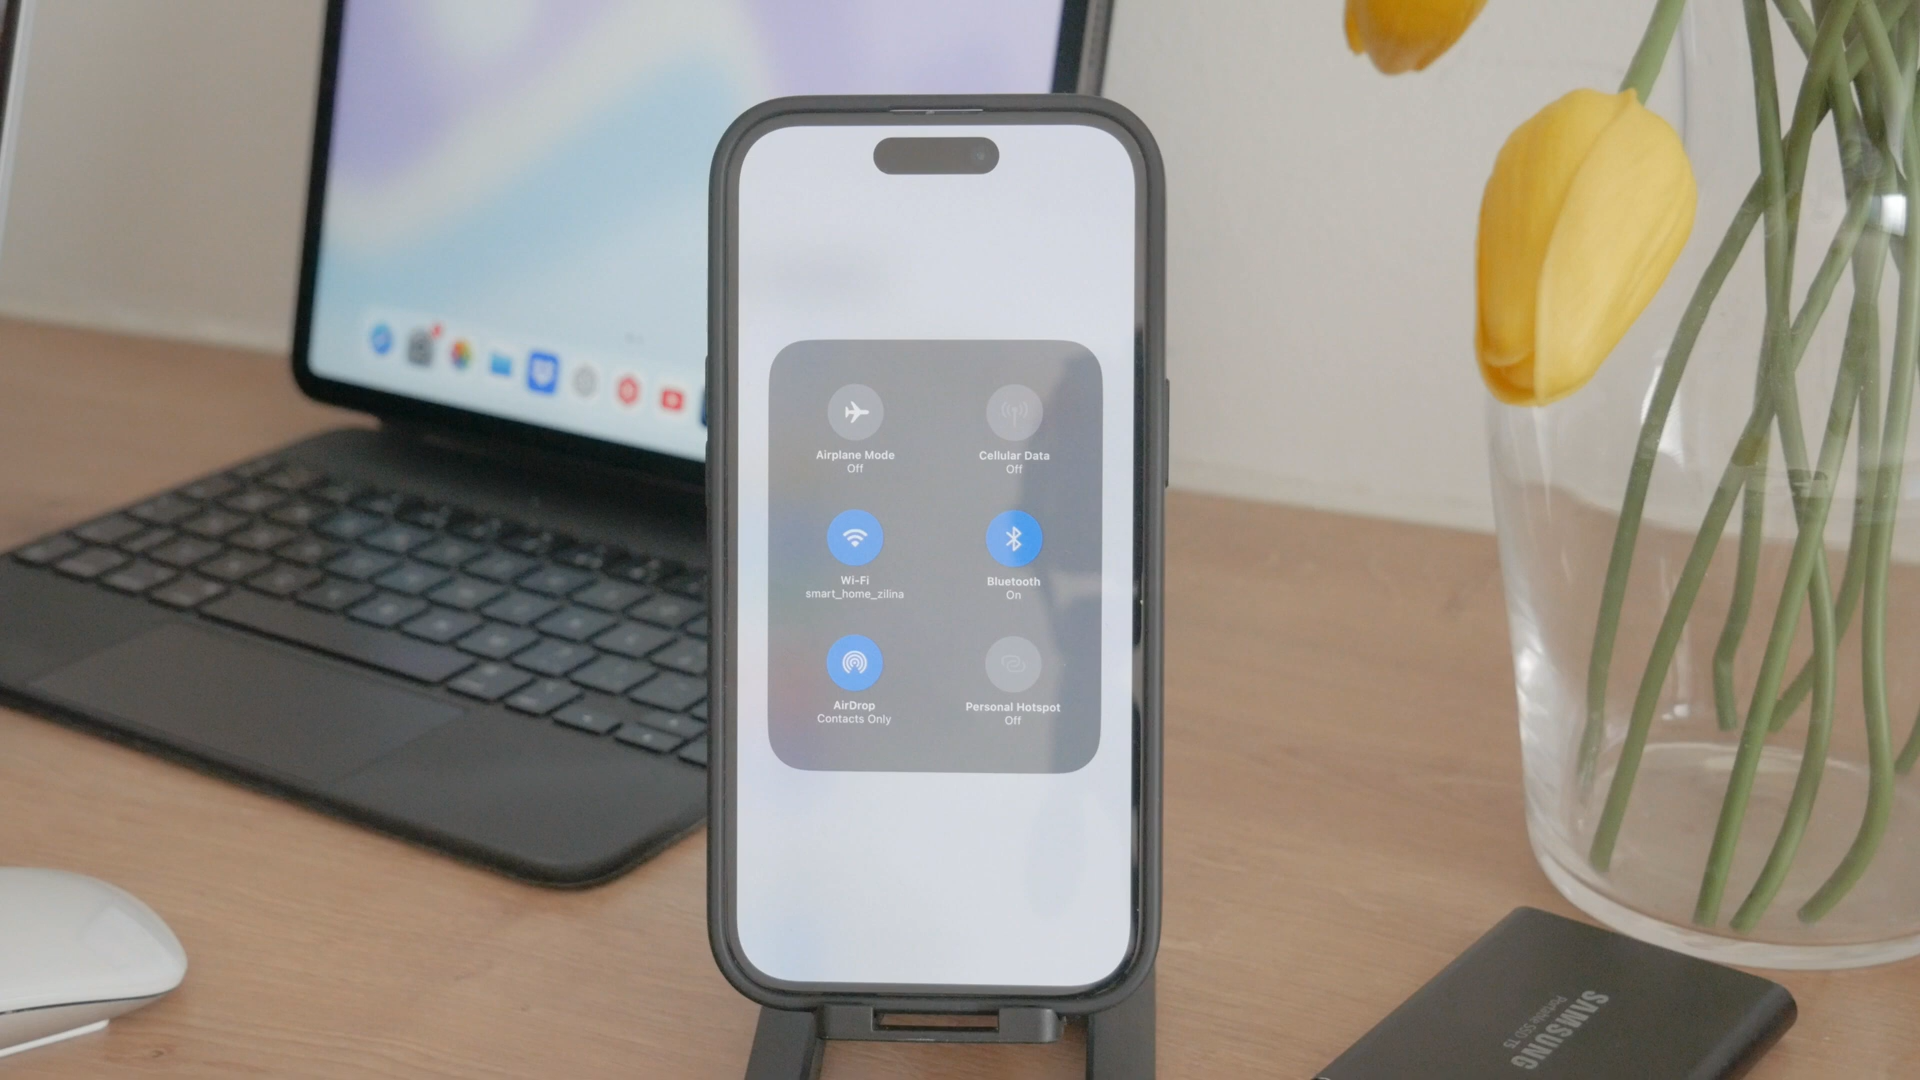 Airplane Mode
Off
Cellular Data
Off
Wi-Fi
smart_home_zilina
Bluetooth
On
AirDrop
Contacts Only
Personal Hotspot
Off
SAMSUNG
Portable SSD T5